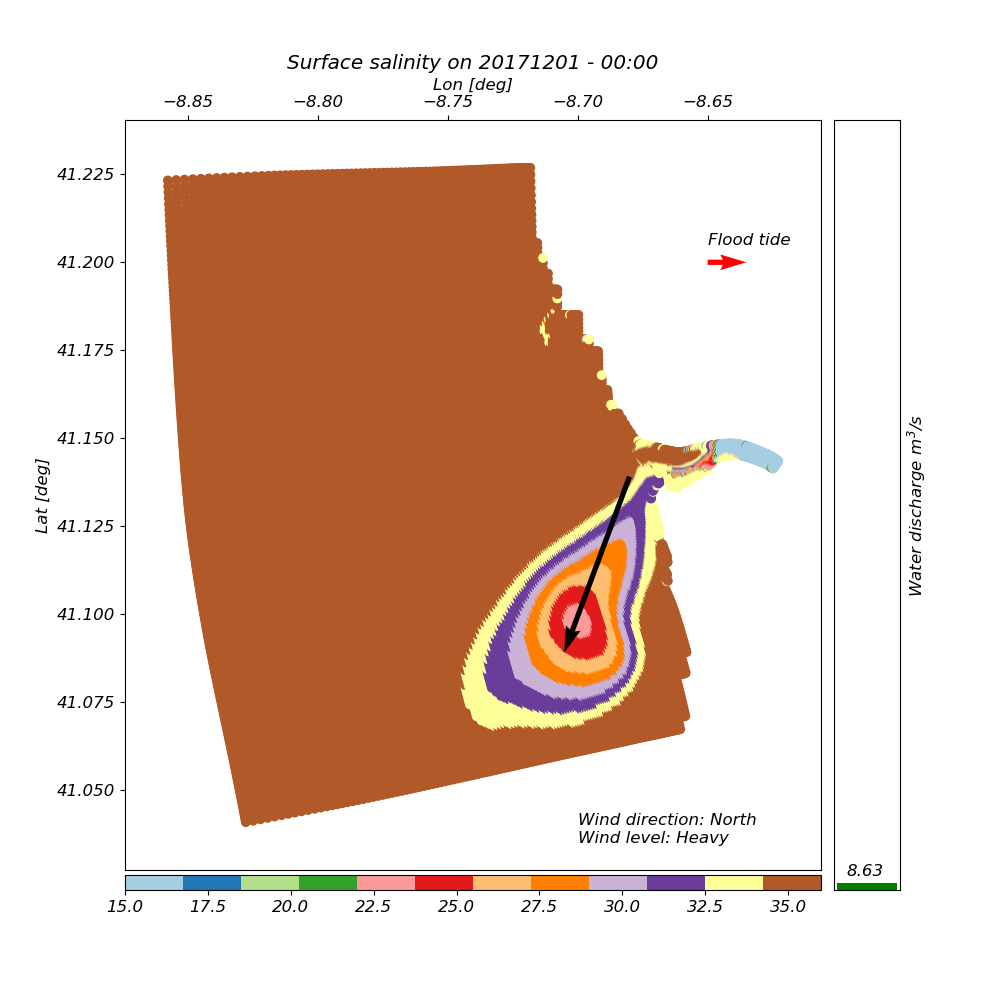 Surface salinity on 20171201 - 00:00
Lon [deg]
−8.85 −8.80 −8.75 −8.70 −8.65
41.225
41.200
41.175
41.150
41.125
41.100
41.075
41.050
Lat [deg]
Flood tide
Wind direction: North
Wind level: Heavy
15.0 17.5 20.0 22.5 25.0 27.5 30.0 32.5 35.0
8.63
Water discharge m³/s